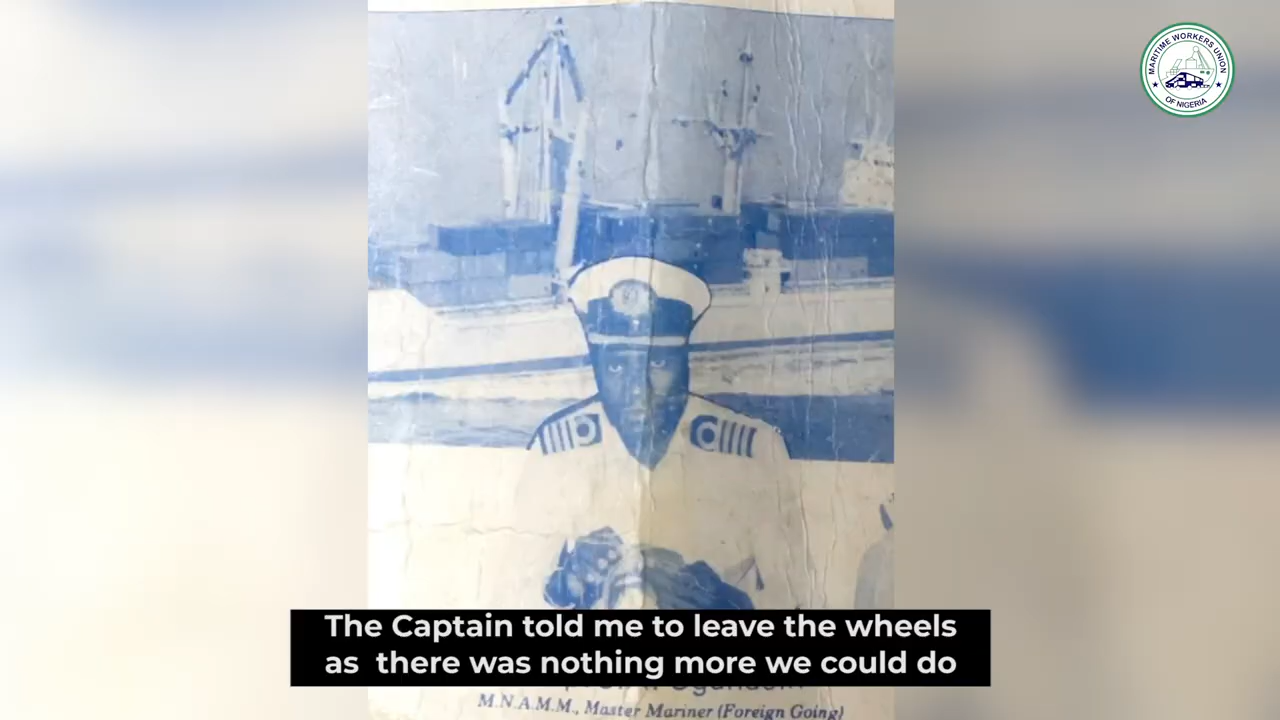 MARITIME WORKERS UNION
OF NIGERIA
The Captain told me to leave the wheels
as there was nothing more we could do
M.N.A.M.M., Master Mariner (Foreign Going)